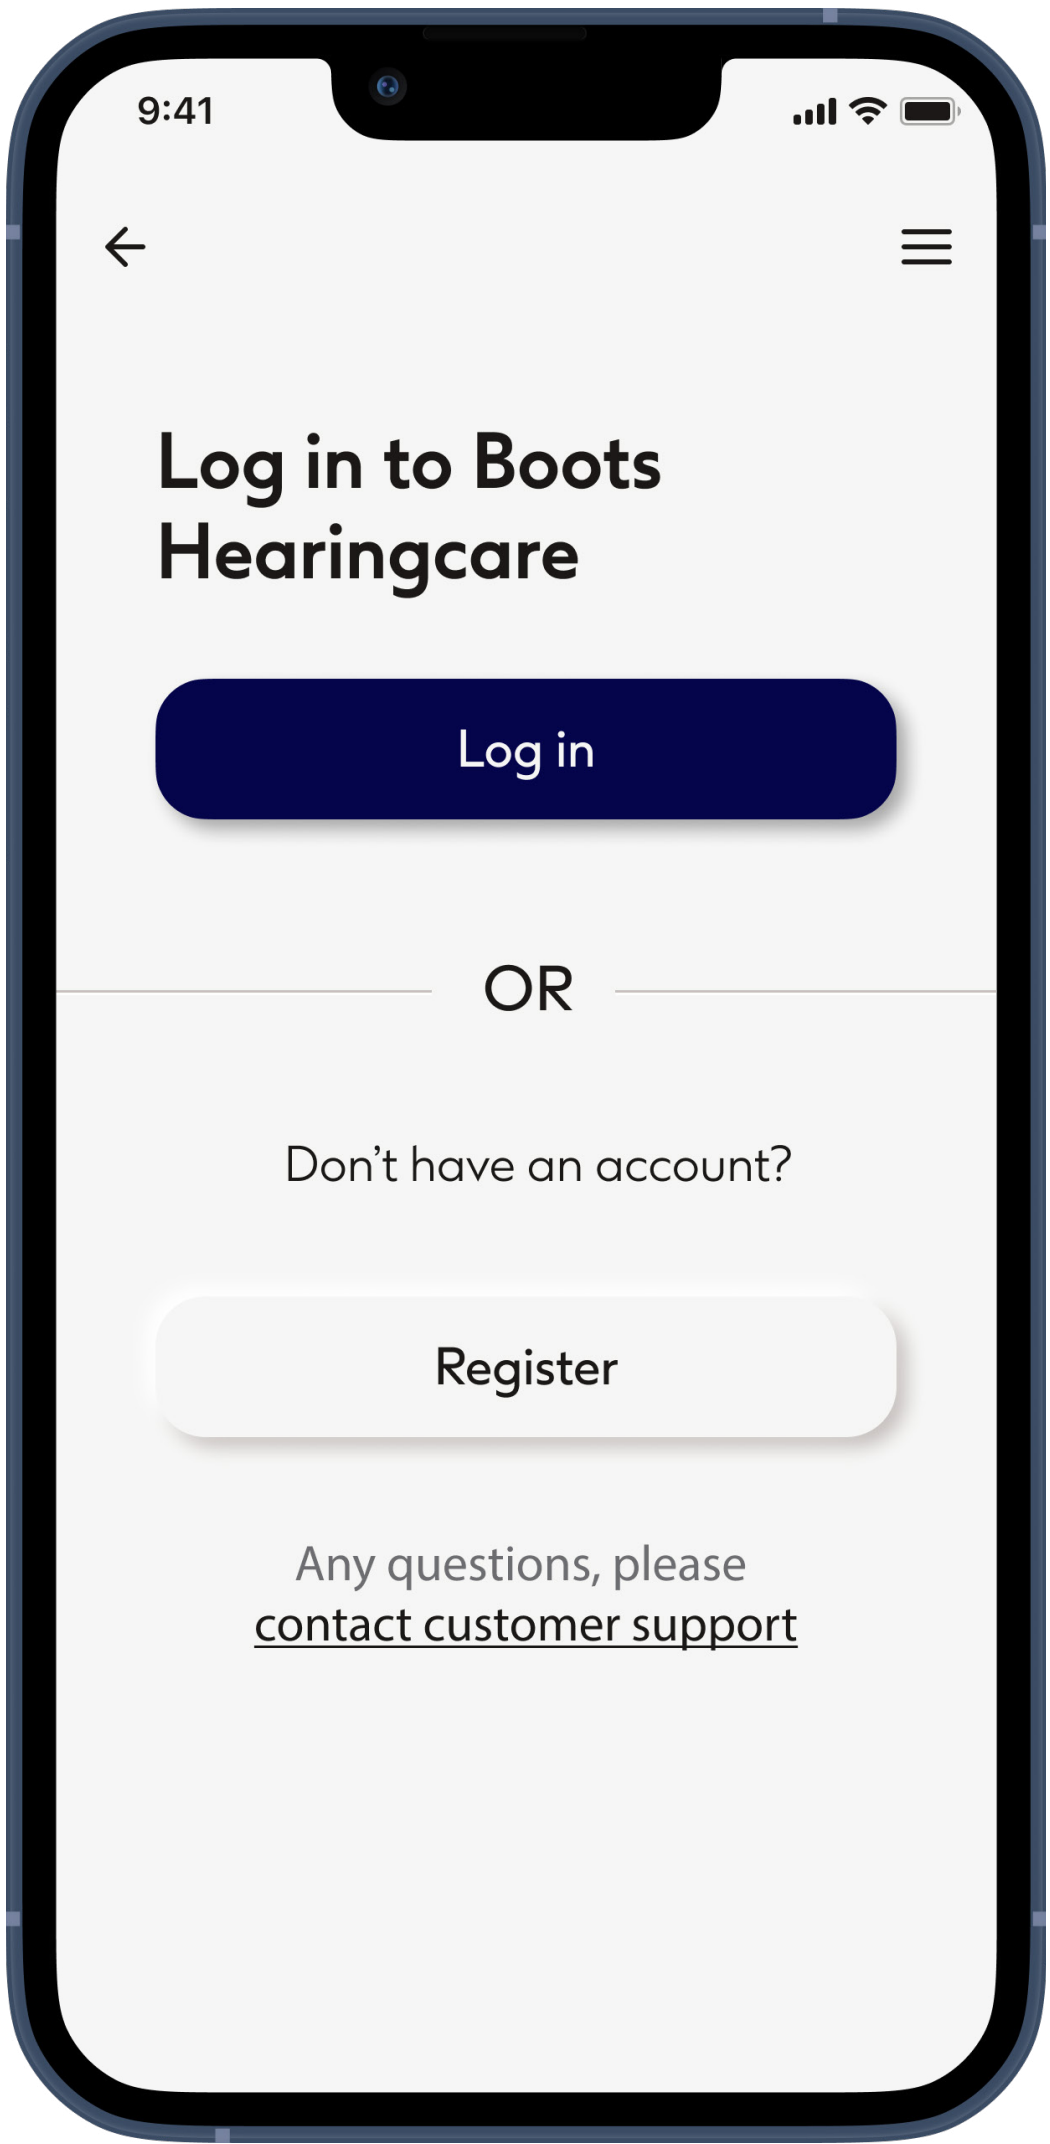 9:41
Log in to Boots
Hearingcare
Log in
OR
Don’t have an account?
Register
Any questions, please
contact customer support